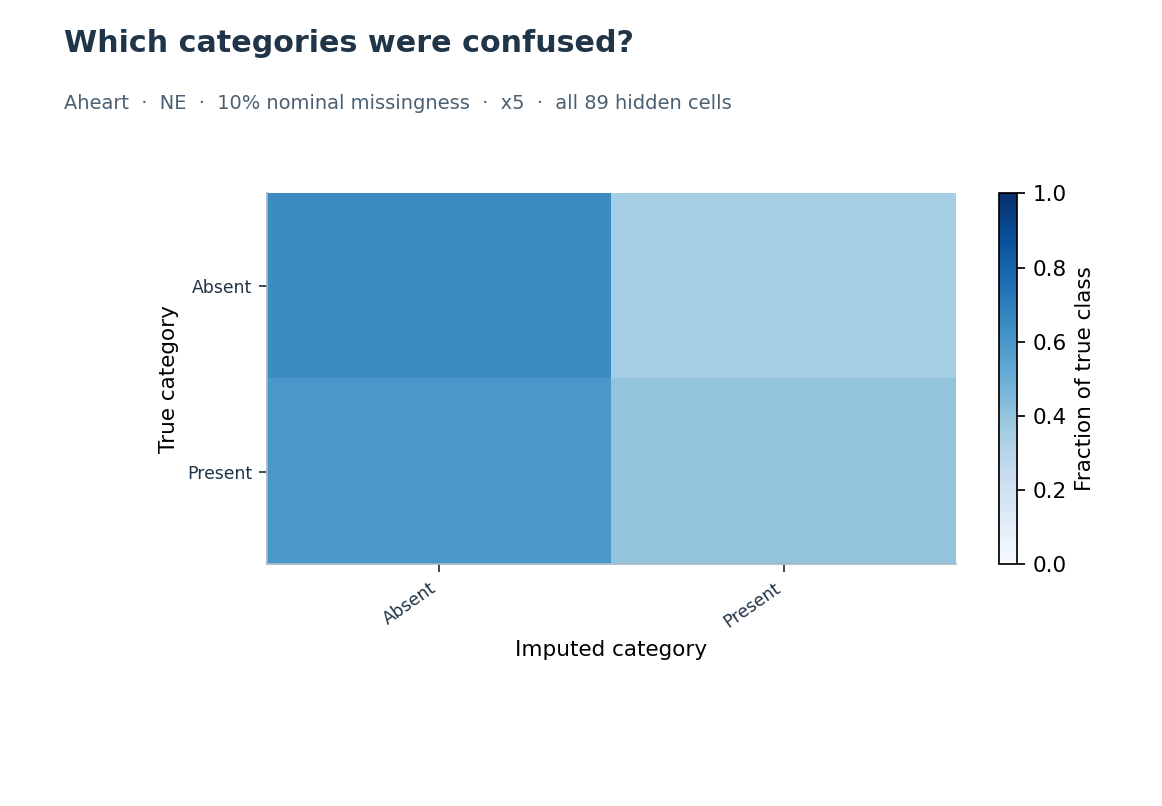 Which categories were confused?
Aheart · NE · 10% nominal missingness · x5 · all 89 hidden cells
True category
Absent
Present
Absent
Present
Imputed category
1.0
0.8
0.6
0.4
0.2
0.0
Fraction of true class